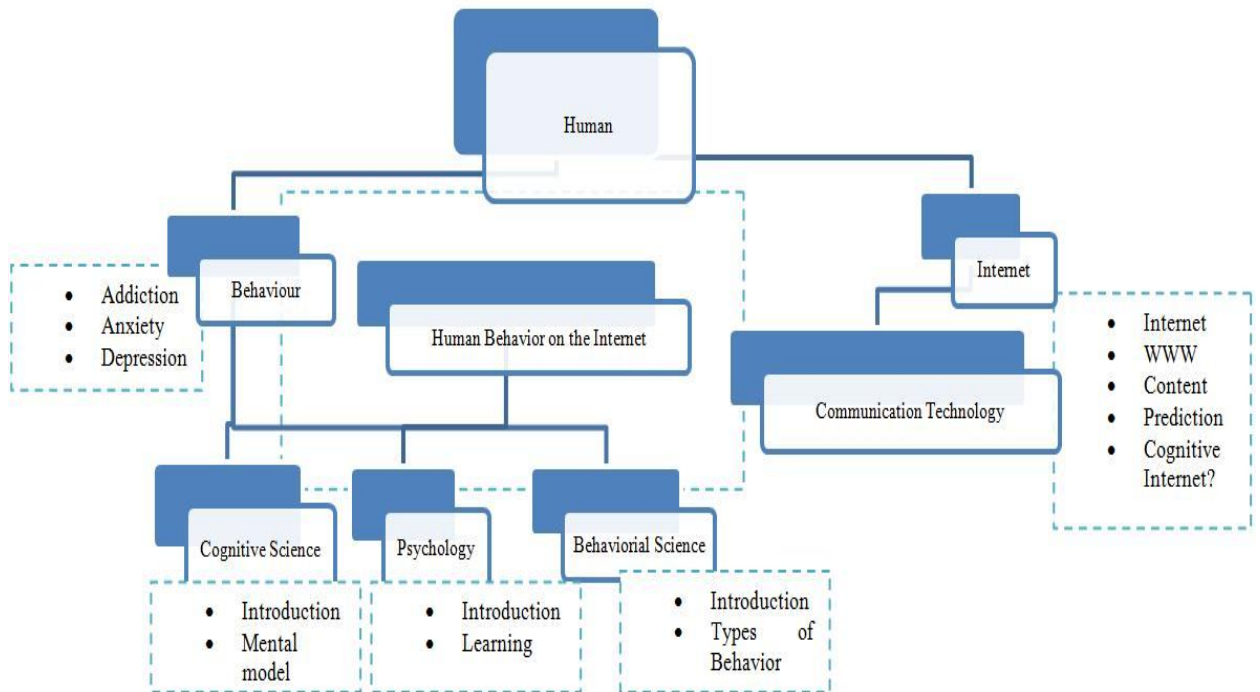 Human
Behaviour
Internet
• Addiction
• Anxiety
• Depression
Human Behavior on the Internet
Communication Technology
• Internet
• WWW
• Content
• Prediction
• Cognitive
Internet?
Cognitive Science
Psychology
Behaviorial Science
• Introduction
• Mental
model
• Introduction
• Learning
• Introduction
• Types of
Behavior